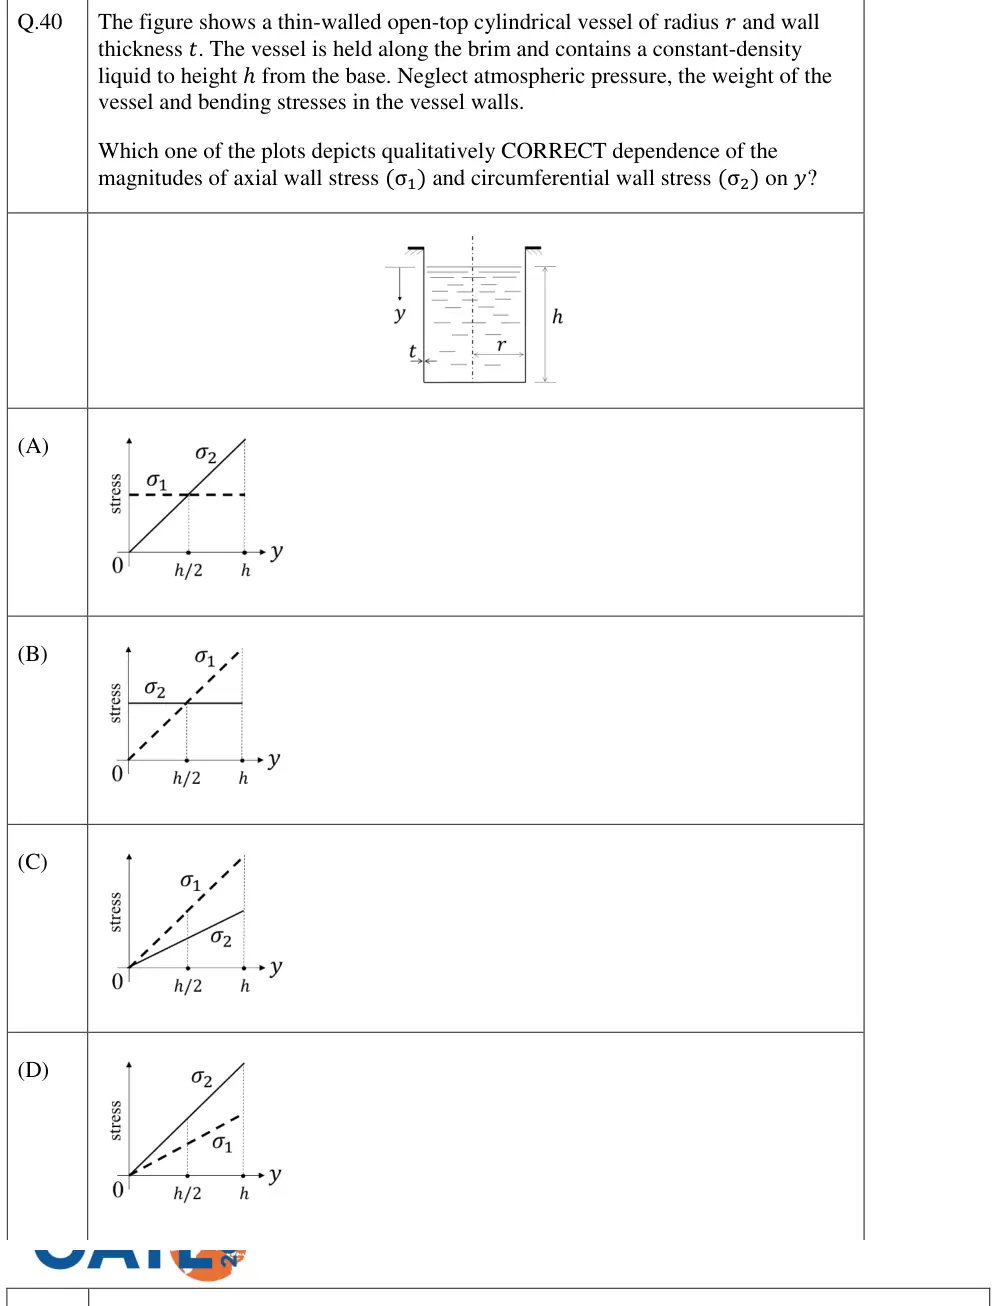 Q.40
The figure shows a thin-walled open-top cylindrical vessel of radius 𝑟 and wall
thickness 𝑡. The vessel is held along the brim and contains a constant-density
liquid to height ℎ from the base. Neglect atmospheric pressure, the weight of the
vessel and bending stresses in the vessel walls.
Which one of the plots depicts qualitatively CORRECT dependence of the
magnitudes of axial wall stress (σ₁) and circumferential wall stress (σ₂) on 𝑦?
y
h
t
r
(A)
stress
σ₁
σ₂
0
h/2
h
y
(B)
stress
σ₂
σ₁
0
h/2
h
y
(C)
stress
σ₁
σ₂
0
h/2
h
y
(D)
stress
σ₂
σ₁
0
h/2
h
y